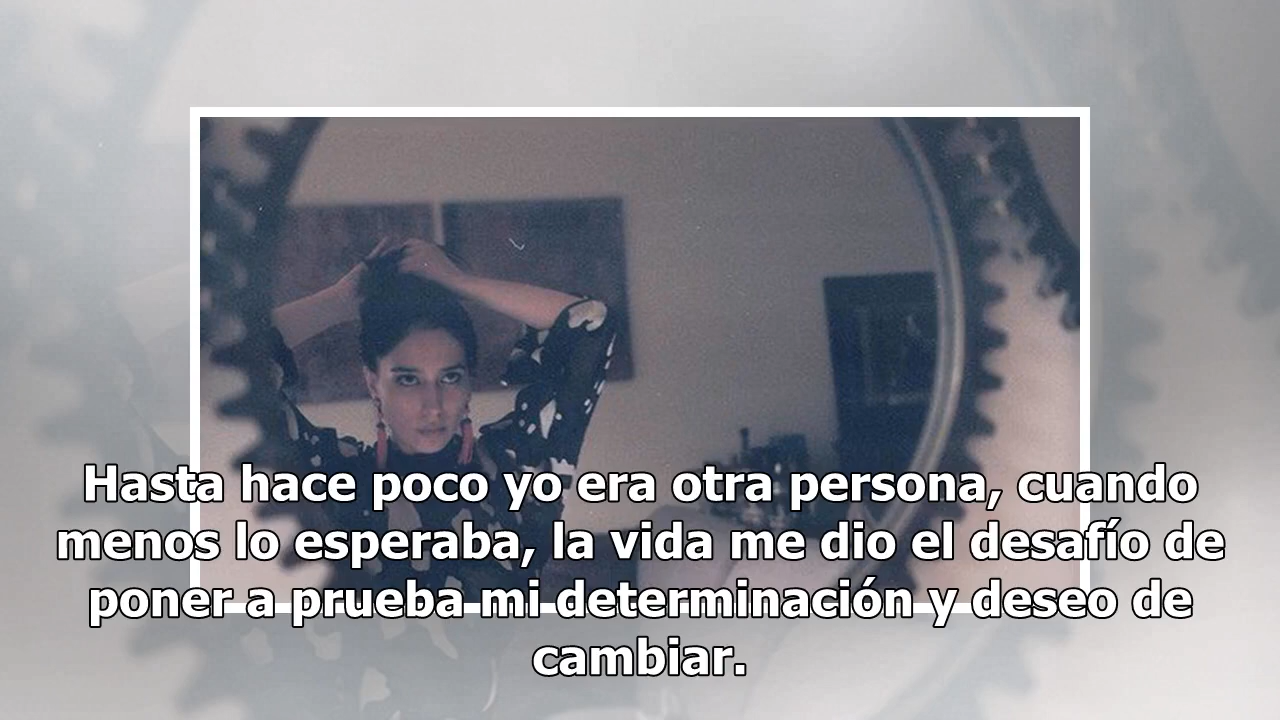 Hasta hace poco yo era otra persona, cuando
menos lo esperaba, la vida me dio el desafío de
poner a prueba mi determinación y deseo de
cambiar.